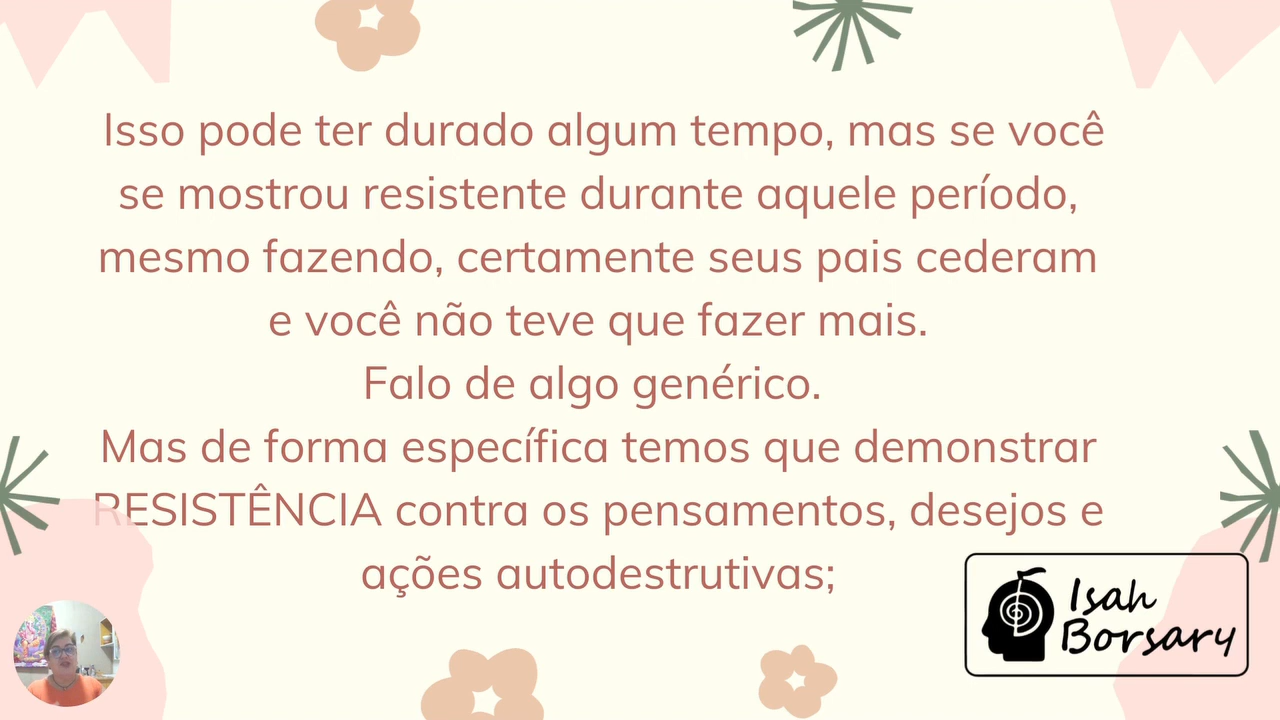 Isso pode ter durado algum tempo, mas se você
se mostrou resistente durante aquele período,
mesmo fazendo, certamente seus pais cederam
e você não teve que fazer mais.
Falo de algo genérico.
Mas de forma específica temos que demonstrar
RESISTÊNCIA contra os pensamentos, desejos e
ações autodestrutivas;
Isah
Borsary